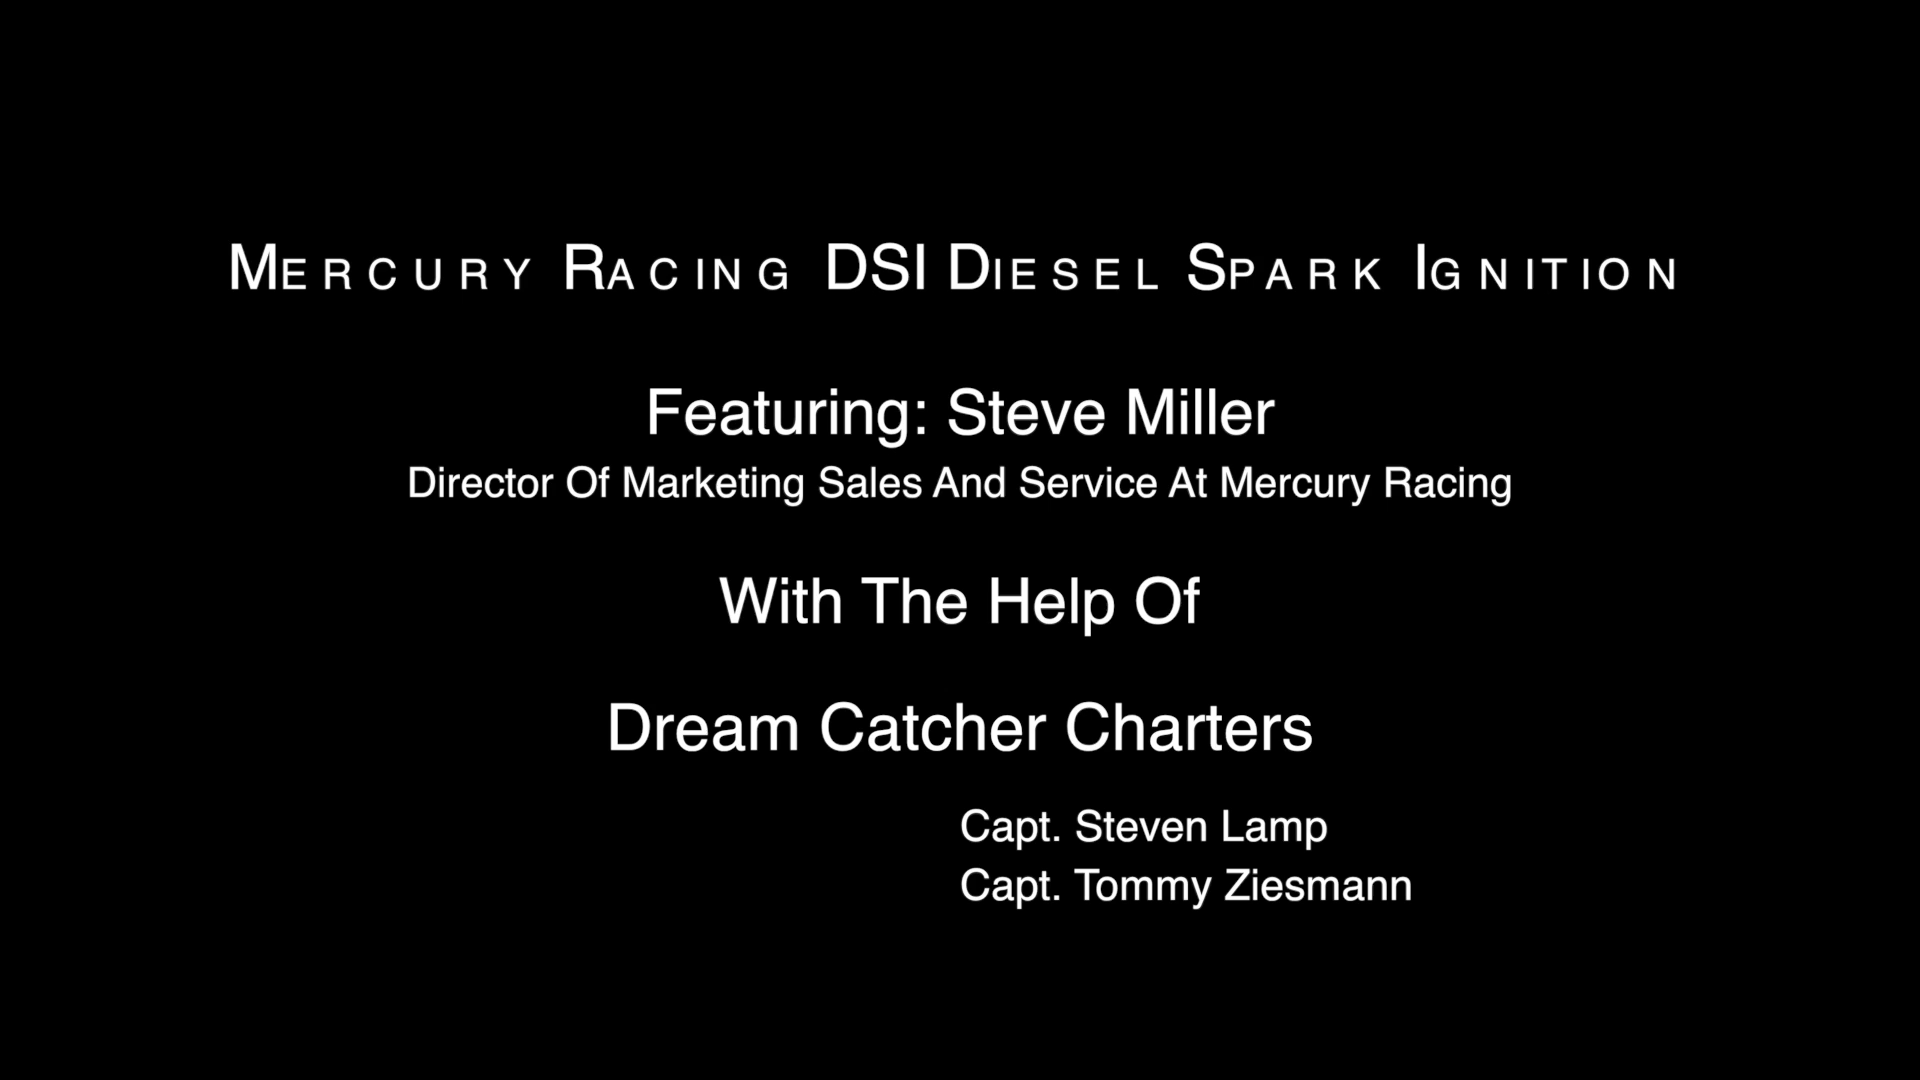 Mercury Racing DSI Diesel Spark Ignition
Featuring: Steve Miller
Director Of Marketing Sales And Service At Mercury Racing
With The Help Of
Dream Catcher Charters
Capt. Steven Lamp
Capt. Tommy Ziesmann